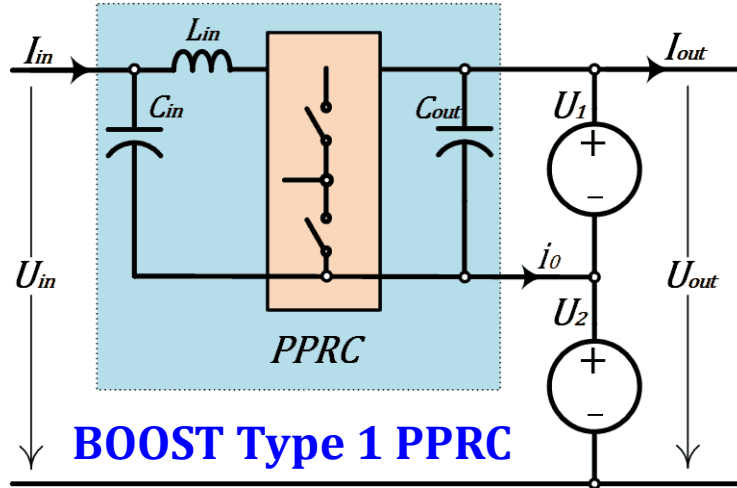 Iin
Lin
Iout
Cin
Cout
U1
+
−
i0
Uin
Uout
U2
PPRC
+
−
BOOST Type 1 PPRC